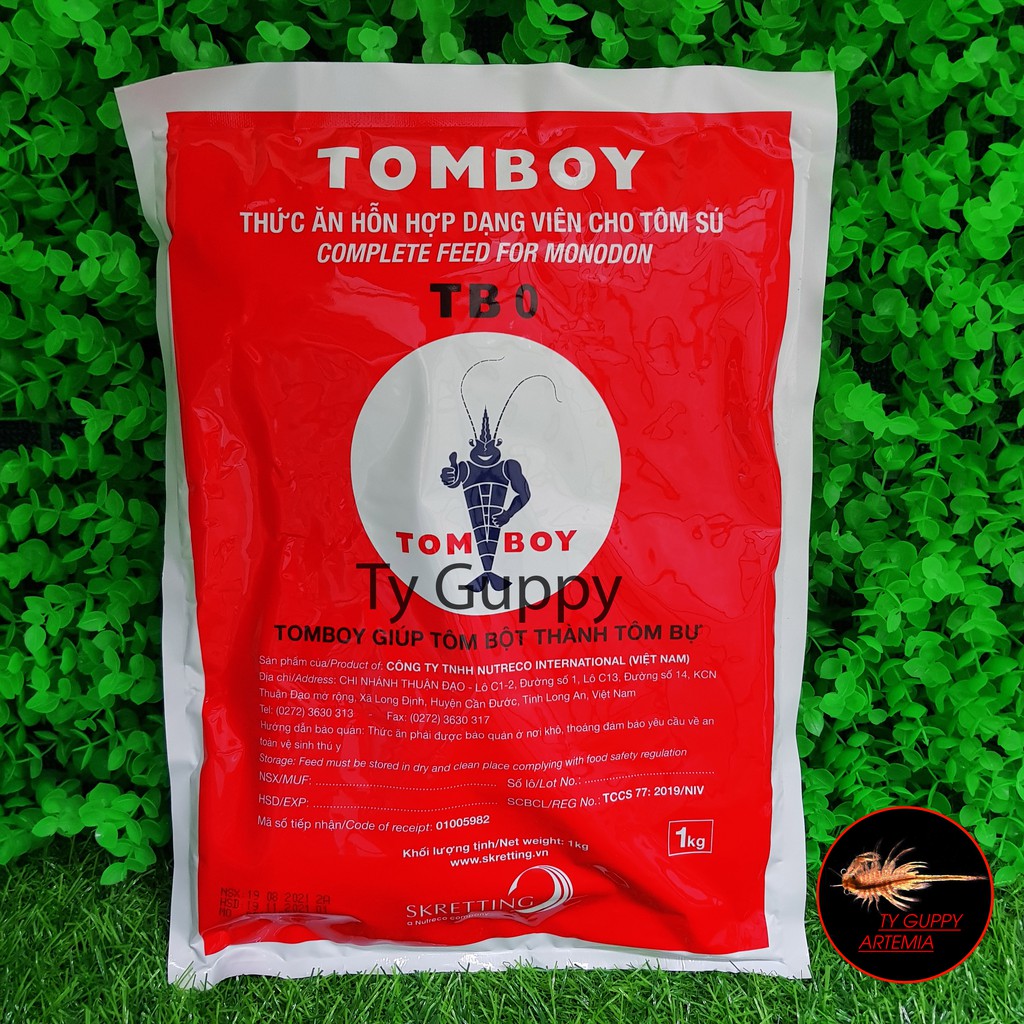 TOMBOY
THỨC ĂN HỖN HỢP DẠNG VIÊN CHO TÔM SÚ
COMPLETE FEED FOR MONODON
TB 0
TOMBOY
Ty Guppy
TOMBOY GIÚP TÔM BỘT THÀNH TÔM BỰ
Sản phẩm của/Product of: CÔNG TY TNHH NUTRECO INTERNATIONAL (VIỆT NAM)
Địa chỉ/Address: CHI NHÁNH THUẬN ĐẠO - Lô C1-2, Đường số 1, Lô C13, Đường số 14, KCN
Thuận Đạo mở rộng, Xã Long Định, Huyện Cần Đước, Tỉnh Long An, Việt Nam
Tel: (0272) 3630 313 - Fax: (0272) 3630 317
Hướng dẫn bảo quản: Thức ăn phải được bảo quản ở nơi khô, thoáng đảm bảo yêu cầu về an
toàn vệ sinh thú y
Storage: Feed must be stored in dry and clean place complying with food safety regulation
NSX/MUF: Số lô/Lot No.:
HSD/EXP: SCBCL/REG No.: TCCS 77: 2019/NIV
Mã số tiếp nhận/Code of receipt: 01005982
1kg
Khối lượng tịnh/Net weight: 1kg
www.skretting.vn
NSX 19 08 2021 2A
HSD
SKRETTING
a Nutreco company
TY GUPPY
ARTEMIA